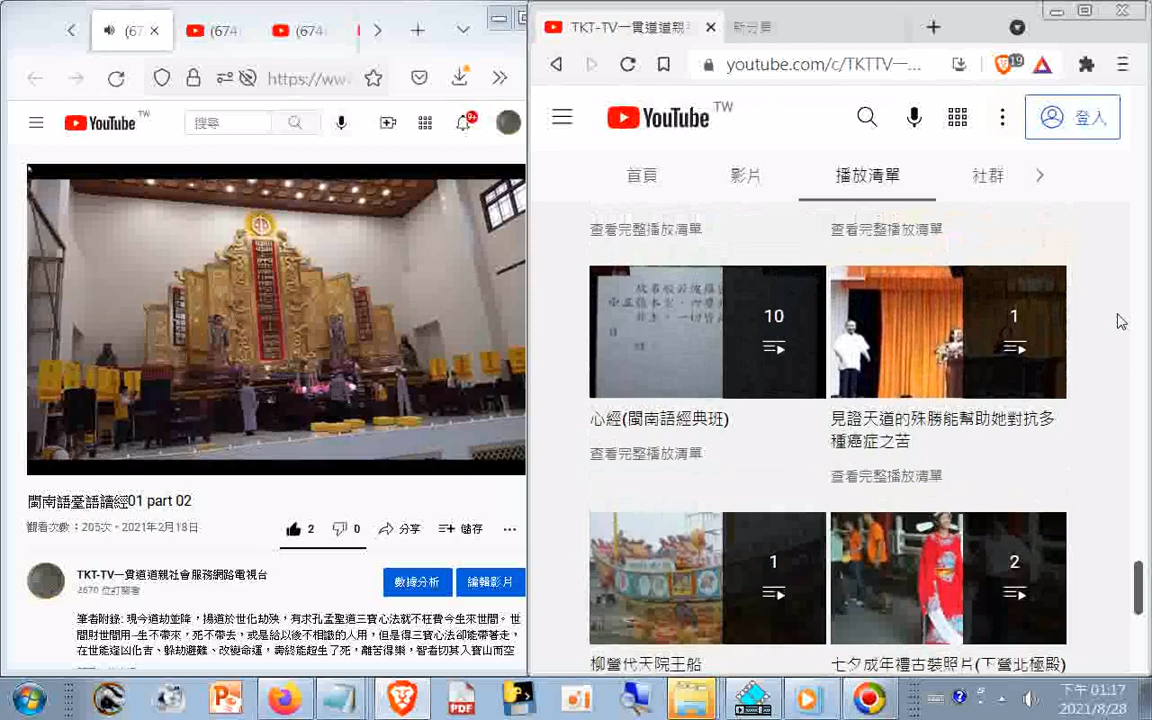 (67
(674
(674
https://www
YouTube TW
搜尋
9+
閩南語臺語讀經01 part 02
觀看次數：205次・2021年2月18日
2
0
分享
儲存
TKT-TV一貫道道親社會服務網路電視台
2670 位訂閱者
數據分析
編輯影片
筆者附錄: 現今道劫並降，揚道於世化劫殃，有求孔孟聖道三寶心法就不枉費今生來世間。世
間財世間用一生不帶來，死不帶去，或是給以後不相識的人用，但是得三寶心法卻能帶著走，
在世能逢凶化吉、躲劫避難、改變命運，壽終能超生了死，離苦得樂，智者切莫入寶山而空
TKT-TV一貫道道親
新分頁
youtube.com/c/TKTTV一...
19
YouTube TW
登入
首頁
影片
播放清單
社群
查看完整播放清單
查看完整播放清單
10
1
心經(閩南語經典班)
查看完整播放清單
見證天道的殊勝能幫助她對抗多
種癌症之苦
查看完整播放清單
1
2
柳營代天院王船
七夕成年禮古裝照片(下營北極殿)
PDF
下午 01:17
2021/8/28